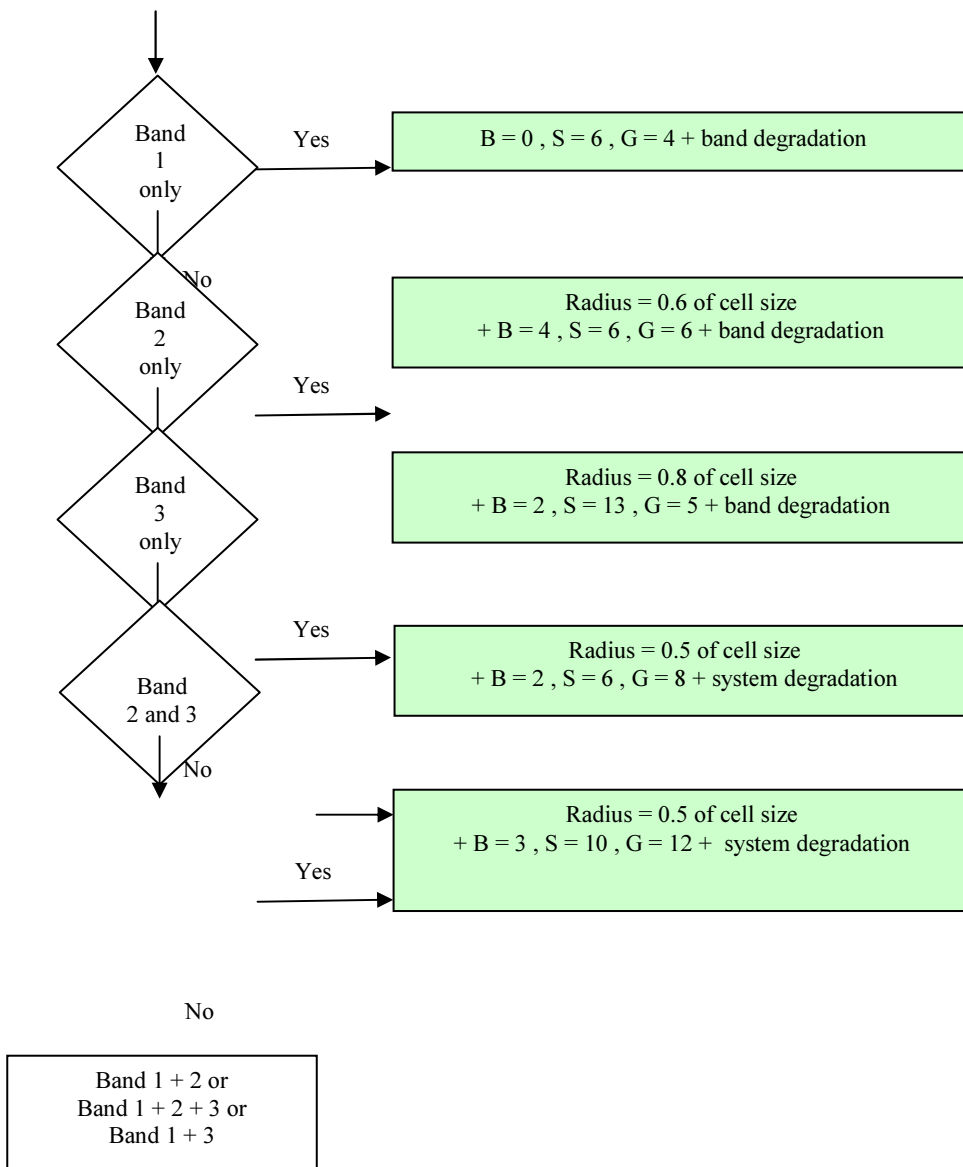 Band
1
only
Yes
B = 0 , S = 6 , G = 4 + band degradation
No
Band
2
only
Radius = 0.6 of cell size
+ B = 4 , S = 6 , G = 6 + band degradation
Yes
Band
3
only
Radius = 0.8 of cell size
+ B = 2 , S = 13 , G = 5 + band degradation
Yes
Band
2 and 3
Radius = 0.5 of cell size
+ B = 2 , S = 6 , G = 8 + system degradation
No
Radius = 0.5 of cell size
+ B = 3 , S = 10 , G = 12 + system degradation
Yes
No
Band 1 + 2 or
Band 1 + 2 + 3 or
Band 1 + 3